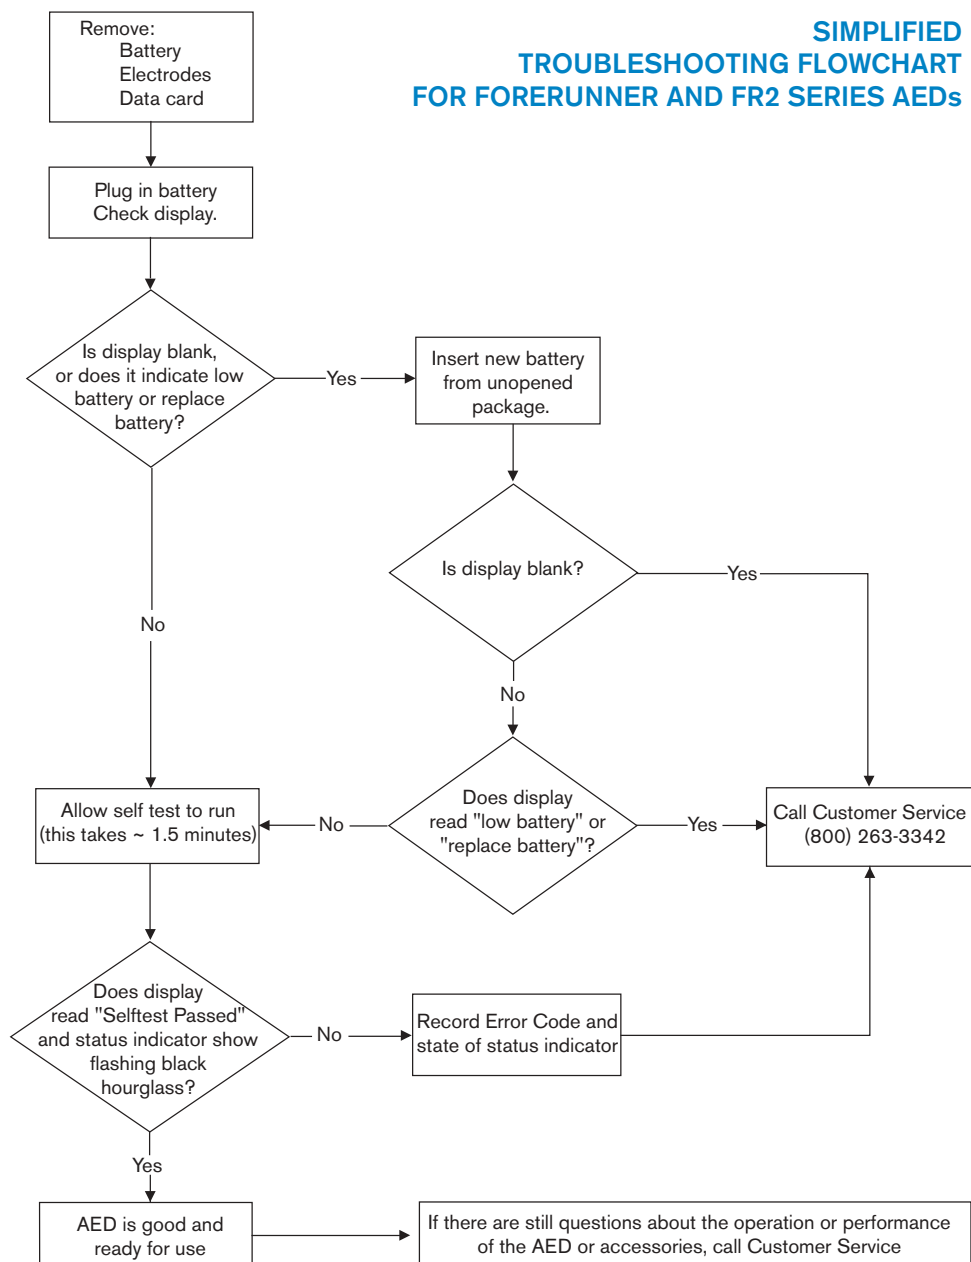 SIMPLIFIED
TROUBLESHOOTING FLOWCHART
FOR FORERUNNER AND FR2 SERIES AEDs
Remove:
Battery
Electrodes
Data card
Plug in battery
Check display.
Is display blank,
or does it indicate low
battery or replace
battery?
Yes
Insert new battery
from unopened
package.
Is display blank?
Yes
No
No
Does display
read "low battery" or
"replace battery"?
Yes
Call Customer Service
(800) 263-3342
No
Allow self test to run
(this takes ~ 1.5 minutes)
Does display
read "Selftest Passed"
and status indicator show
flashing black
hourglass?
No
Record Error Code and
state of status indicator
Yes
AED is good and
ready for use
If there are still questions about the operation or performance
of the AED or accessories, call Customer Service